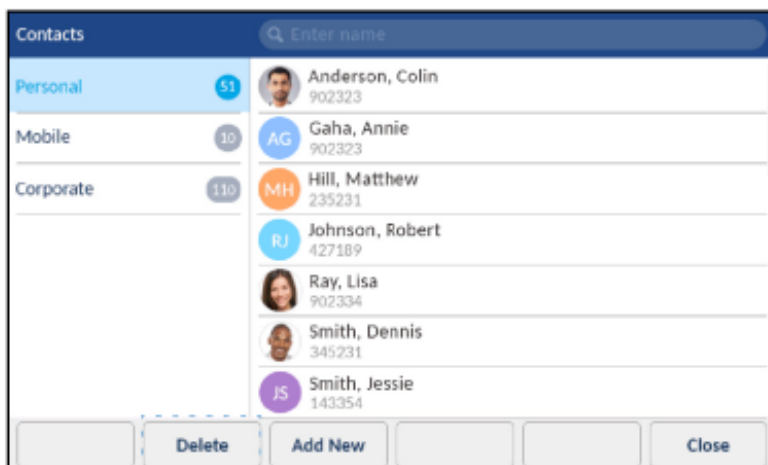 Contacts
Enter name
Personal 51
Mobile 10
Corporate 110
Anderson, Colin
902323
AG Gaha, Annie
902323
MH Hill, Matthew
235231
RJ Johnson, Robert
427189
Ray, Lisa
902334
Smith, Dennis
345231
JS Smith, Jessie
143354
Delete Add New Close